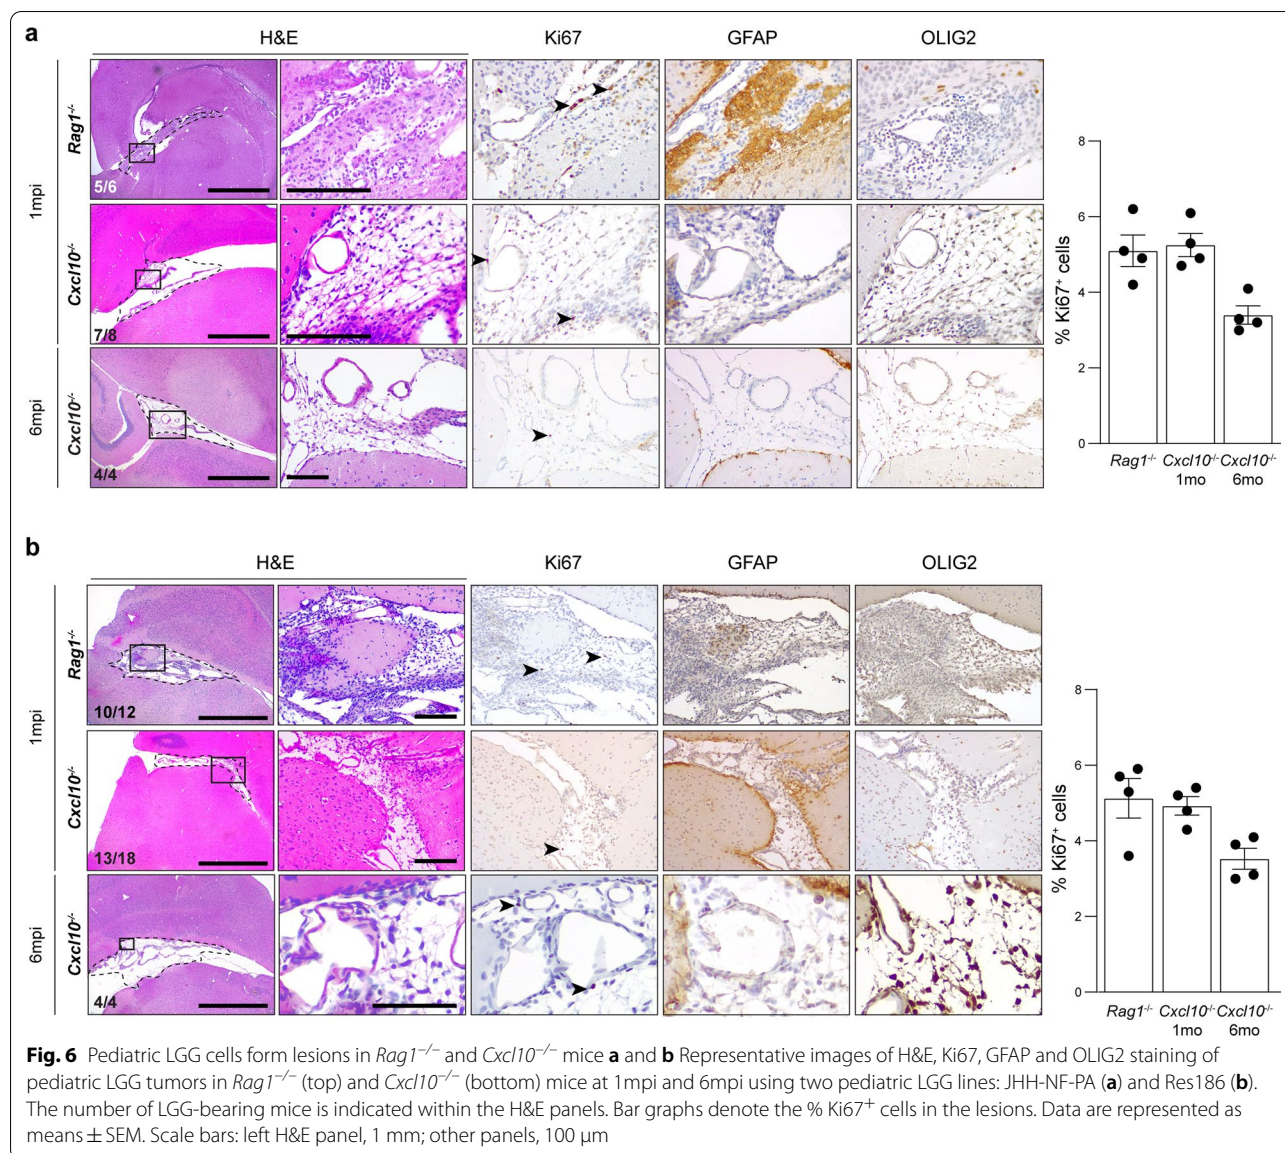 a
H&E Ki67 GFAP OLIG2
1mpi
Rag1-/-
5/6
Cxcl10-/-
7/8
6mpi
Cxcl10-/-
4/4
% Ki67+ cells
8
6
4
2
0
Rag1-/- Cxcl10-/- Cxcl10-/-
1mo 6mo
b
H&E Ki67 GFAP OLIG2
1mpi
Rag1-/-
10/12
Cxcl10-/-
13/18
6mpi
Cxcl10-/-
4/4
% Ki67+ cells
8
6
4
2
0
Rag1-/- Cxcl10-/- Cxcl10-/-
1mo 6mo
Fig. 6 Pediatric LGG cells form lesions in Rag1−/− and Cxcl10−/− mice a and b Representative images of H&E, Ki67, GFAP and OLIG2 staining of
pediatric LGG tumors in Rag1−/− (top) and Cxcl10−/− (bottom) mice at 1mpi and 6mpi using two pediatric LGG lines: JHH-NF-PA (a) and Res186 (b).
The number of LGG-bearing mice is indicated within the H&E panels. Bar graphs denote the % Ki67+ cells in the lesions. Data are represented as
means ± SEM. Scale bars: left H&E panel, 1 mm; other panels, 100 µm